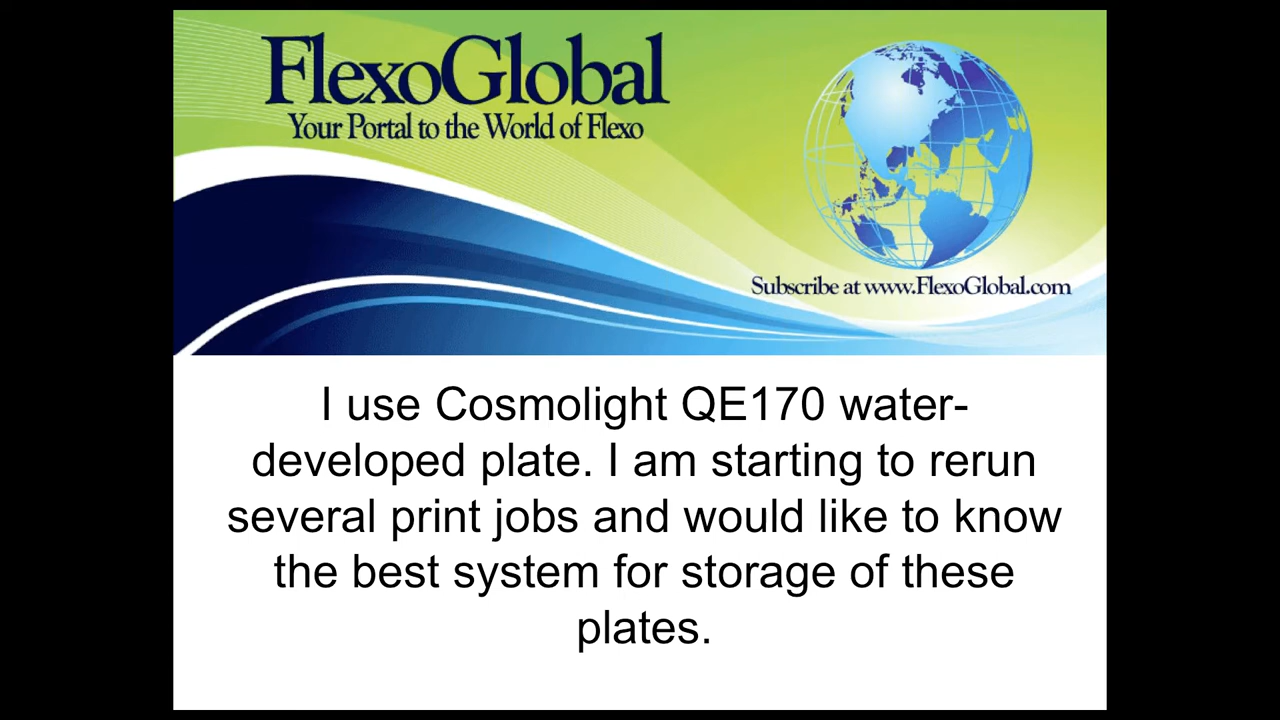 FlexoGlobal
Your Portal to the World of Flexo
Subscribe at www.FlexoGlobal.com
I use Cosmolight QE170 water-
developed plate. I am starting to rerun
several print jobs and would like to know
the best system for storage of these
plates.